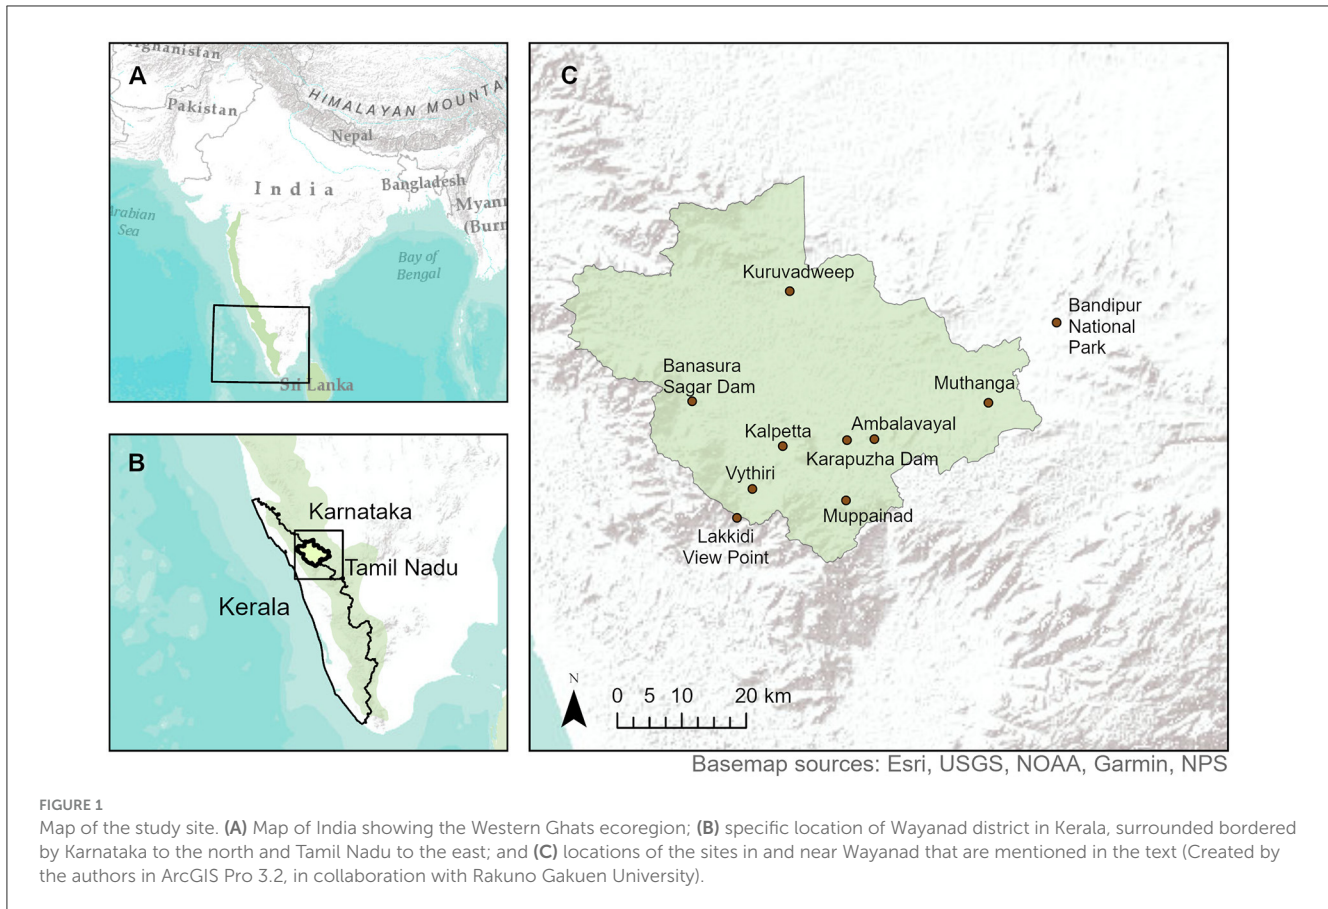 A
fghanistan
Pakistan
HIMALAYAN MOUNTA
Nepal
India
Bangladesh
Myanm
(Burn
Arabian
Sea
Bay of
Bengal
Sri Lanka
B
Karnataka
Tamil Nadu
Kerala
C
Kuruvadweep
Bandipur
National
Park
Banasura
Sagar Dam
Muthanga
Kalpetta
Ambalavayal
Karapuzha Dam
Vythiri
Muppainad
Lakkidi
View Point
N
0 5 10 20 km
Basemap sources: Esri, USGS, NOAA, Garmin, NPS
FIGURE 1
Map of the study site. (A) Map of India showing the Western Ghats ecoregion; (B) specific location of Wayanad district in Kerala, surrounded bordered
by Karnataka to the north and Tamil Nadu to the east; and (C) locations of the sites in and near Wayanad that are mentioned in the text (Created by
the authors in ArcGIS Pro 3.2, in collaboration with Rakuno Gakuen University).